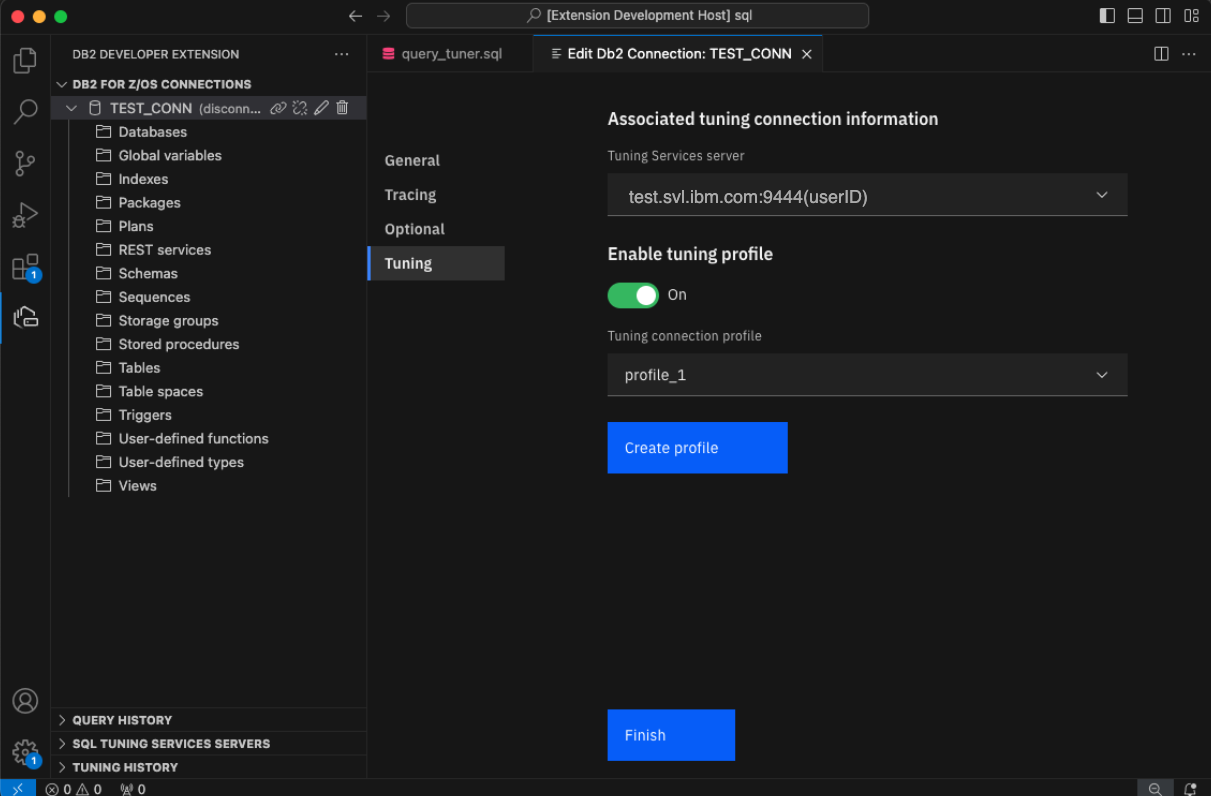 [Extension Development Host] sql
DB2 DEVELOPER EXTENSION
DB2 FOR Z/OS CONNECTIONS
TEST_CONN (disconn...
Databases
Global variables
Indexes
Packages
Plans
REST services
Schemas
Sequences
Storage groups
Stored procedures
Tables
Table spaces
Triggers
User-defined functions
User-defined types
Views
QUERY HISTORY
SQL TUNING SERVICES SERVERS
TUNING HISTORY
1
1
query_tuner.sql
Edit Db2 Connection: TEST_CONN
General
Tracing
Optional
Tuning
Associated tuning connection information
Tuning Services server
test.svl.ibm.com:9444(userID)
Enable tuning profile
On
Tuning connection profile
profile_1
Create profile
Finish
0 0 0